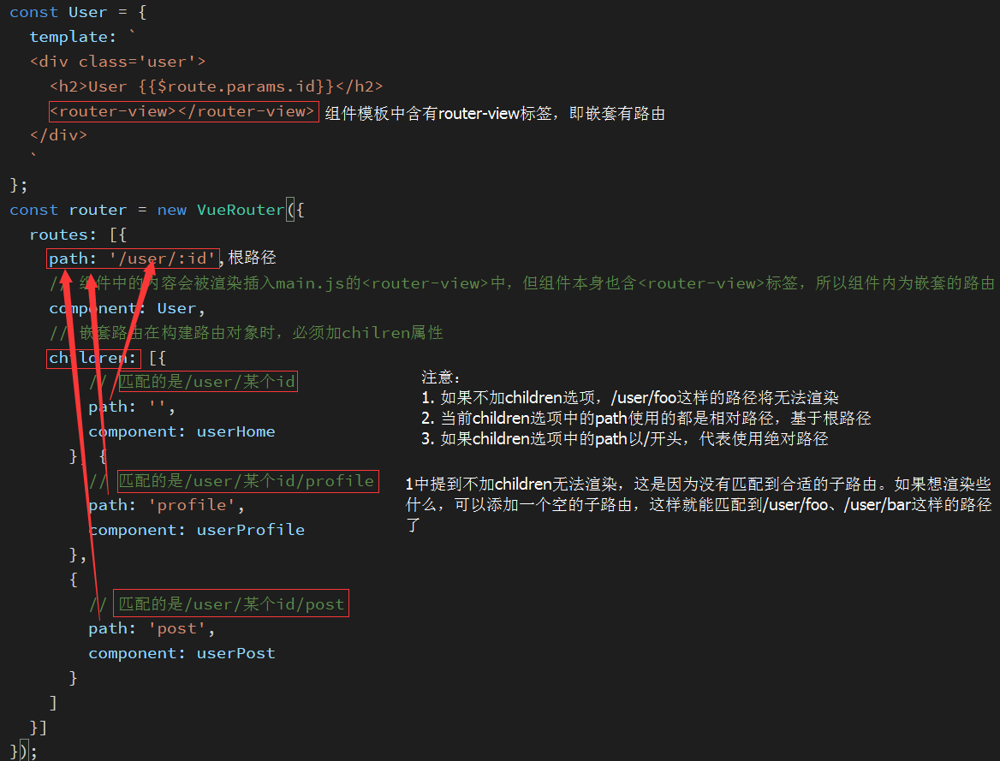 const User = {
template: `
<div class='user'>
<h2>User {{$route.params.id}}</h2>
<router-view></router-view> 组件模板中含有router-view标签，即嵌套有路由
</div>
`
};
const router = new VueRouter({
routes: [{
path: '/user/:id',根路径
// 组件中的内容会被渲染插入main.js的<router-view>中，但组件本身也含<router-view>标签，所以组件内为嵌套的路由
component: User,
// 嵌套路由在构建路由对象时，必须加chilren属性
children: [{
// 匹配的是/user/某个id
path: '',
component: userHome
}, {
// 匹配的是/user/某个id/profile
path: 'profile',
component: userProfile
},
{
// 匹配的是/user/某个id/post
path: 'post',
component: userPost
}
]
}]
});
注意：
1. 如果不加children选项，/user/foo这样的路径将无法渲染
2. 当前children选项中的path使用的都是相对路径，基于根路径
3. 如果children选项中的path以/开头，代表使用绝对路径
1中提到不加children无法渲染，这是因为没有匹配到合适的子路由。如果想渲染些
什么，可以添加一个空的子路由，这样就能匹配到/user/foo、/user/bar这样的路径
了